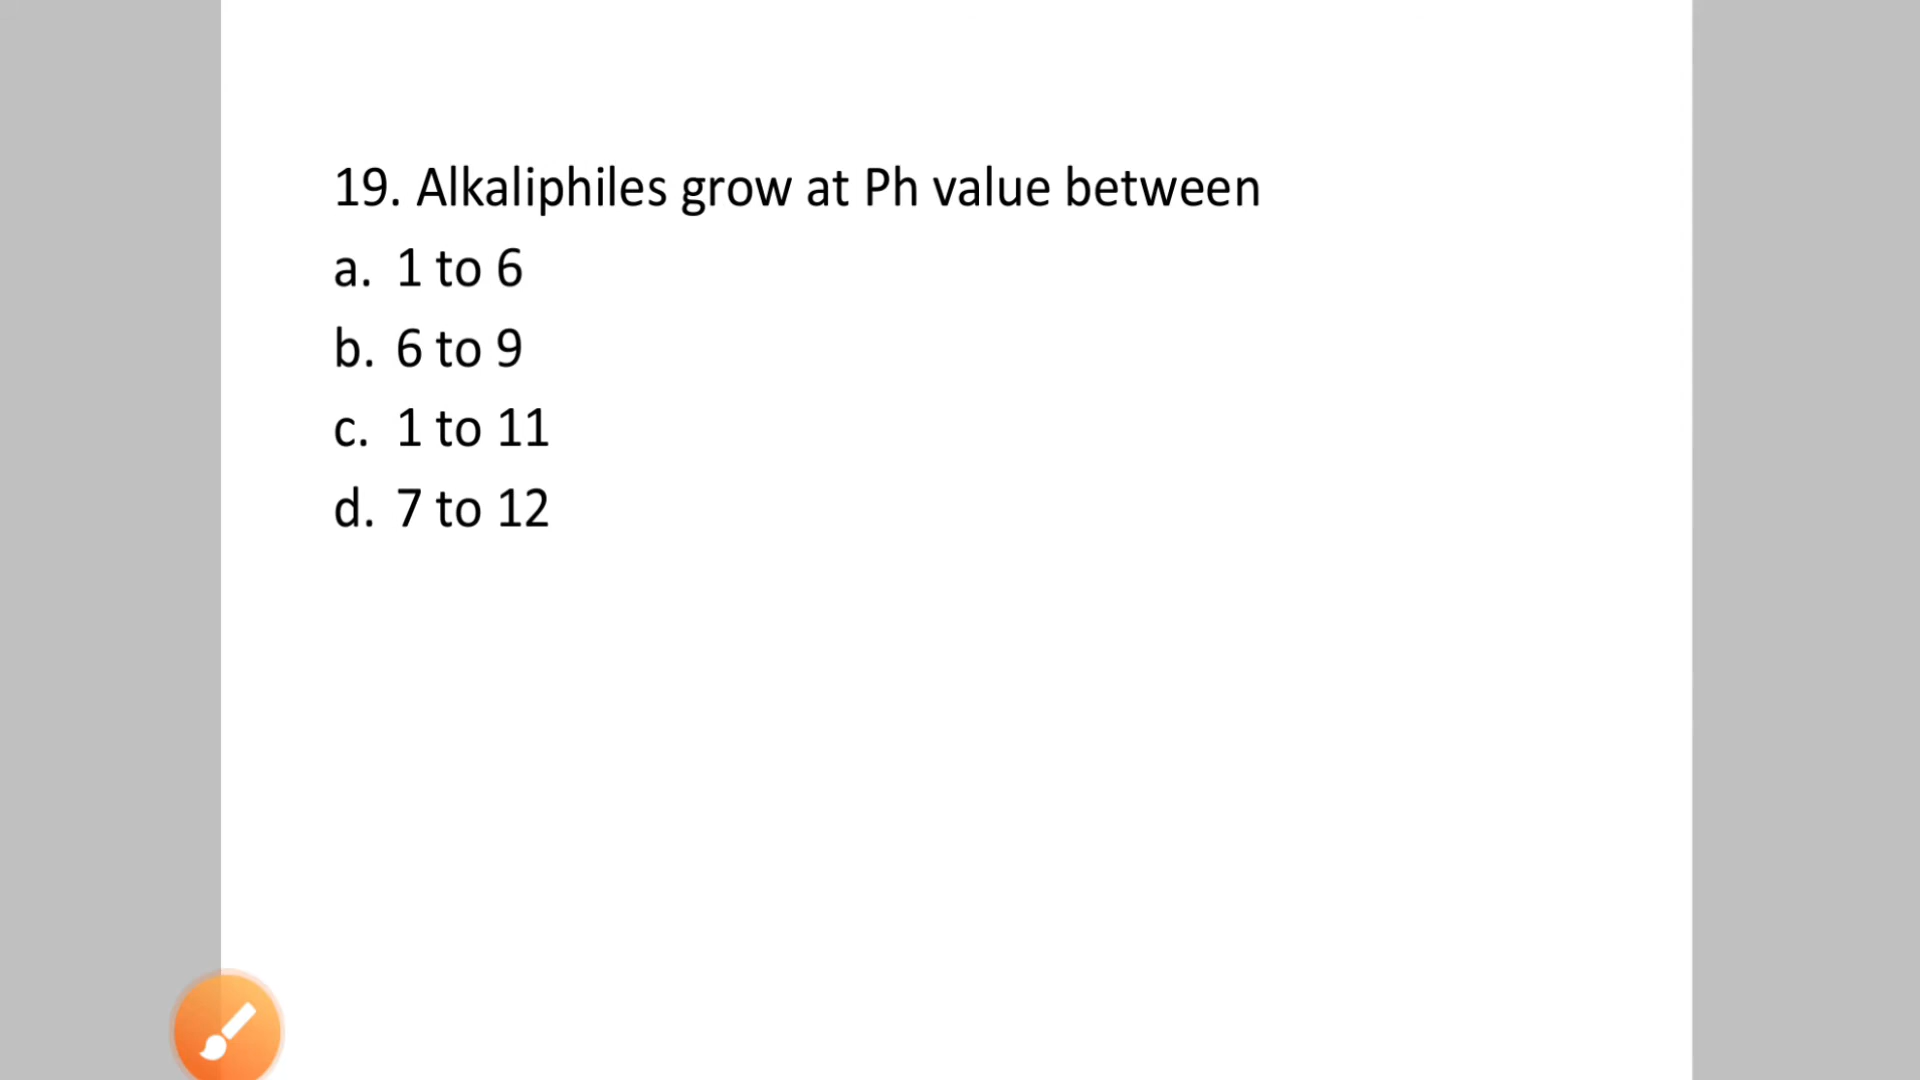 19. Alkaliphiles grow at Ph value between
a. 1 to 6
b. 6 to 9
c. 1 to 11
d. 7 to 12